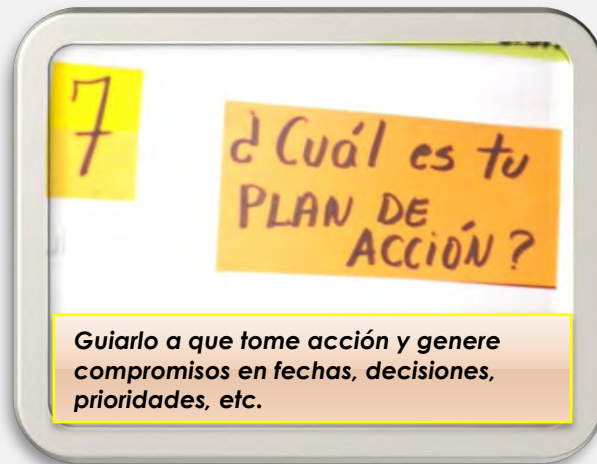 7
¿Cuál es tu
PLAN DE
ACCIÓN?
Guiarlo a que tome acción y genere
compromisos en fechas, decisiones,
prioridades, etc.